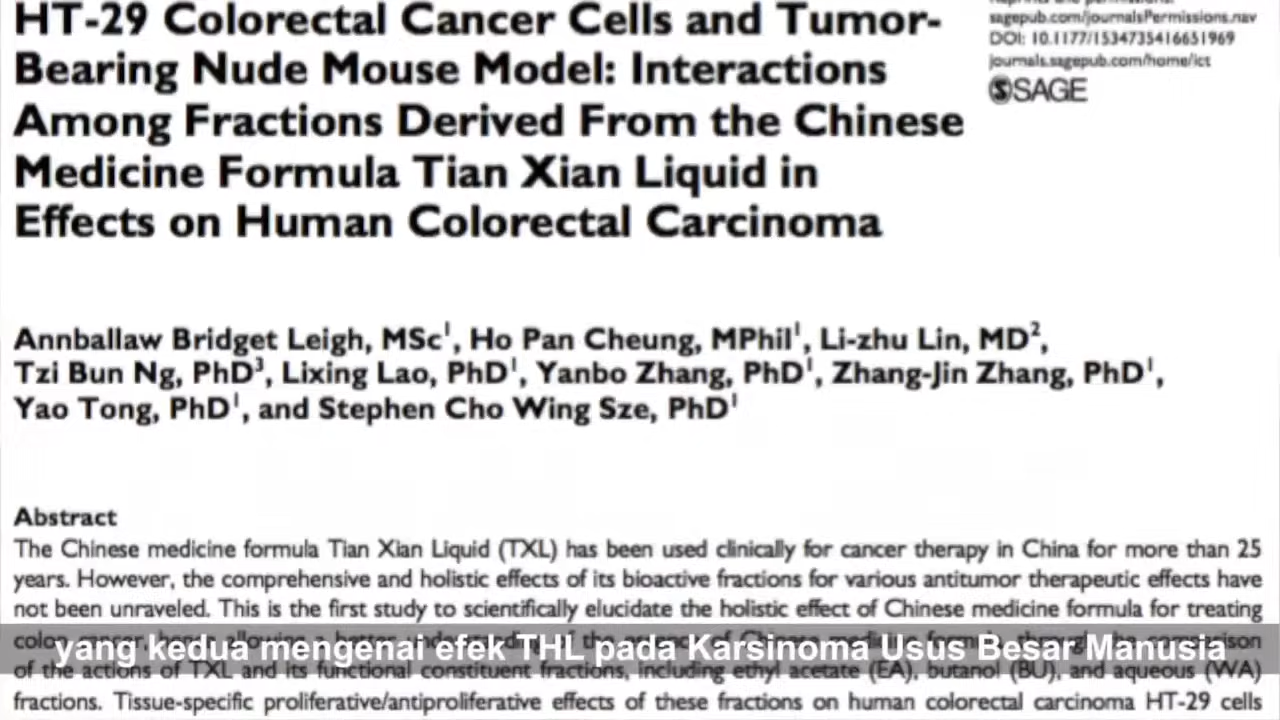 HT-29 Colorectal Cancer Cells and Tumor-
Bearing Nude Mouse Model: Interactions
Among Fractions Derived From the Chinese
Medicine Formula Tian Xian Liquid in
Effects on Human Colorectal Carcinoma
sagepub.com/journalsPermissions.nav
DOI: 10.1177/1534735416651969
journals.sagepub.com/home/ict
SAGE
Annballaw Bridget Leigh, MSc¹, Ho Pan Cheung, MPhil¹, Li-zhu Lin, MD²,
Tzi Bun Ng, PhD³, Lixing Lao, PhD¹, Yanbo Zhang, PhD¹, Zhang-Jin Zhang, PhD¹,
Yao Tong, PhD¹, and Stephen Cho Wing Sze, PhD¹
Abstract
The Chinese medicine formula Tian Xian Liquid (TXL) has been used clinically for cancer therapy in China for more than 25
years. However, the comprehensive and holistic effects of its bioactive fractions for various antitumor therapeutic effects have
not been unraveled. This is the first study to scientifically elucidate the holistic effect of Chinese medicine formula for treating
colon
yang kedua mengenai efek THL pada Karsinoma Usus Besar Manusia
of the actions of TXL and its functional constituent fractions, including ethyl acetate (EA), butanol (BU), and aqueous (WA)
fractions. Tissue-specific proliferative/antiproliferative effects of these fractions on human colorectal carcinoma HT-29 cells